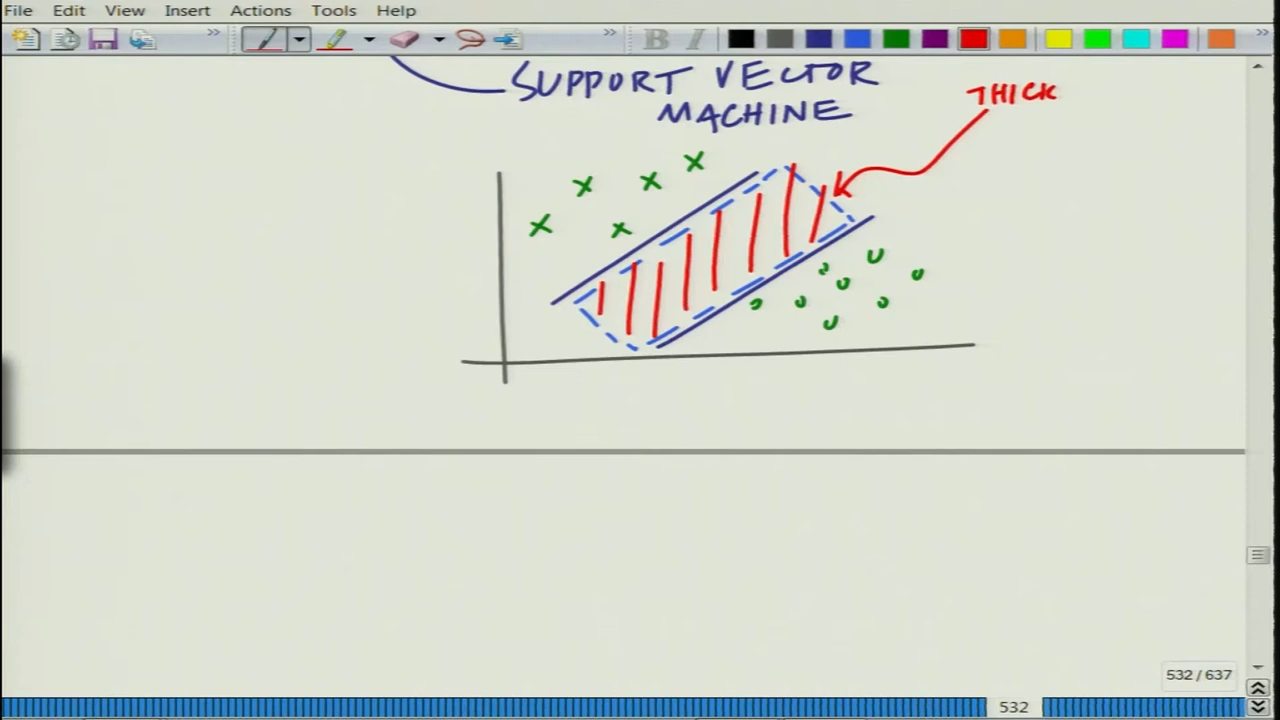 File Edit View Insert Actions Tools Help
B I
SUPPORT VECTOR
MACHINE
THICK
532 / 637
532